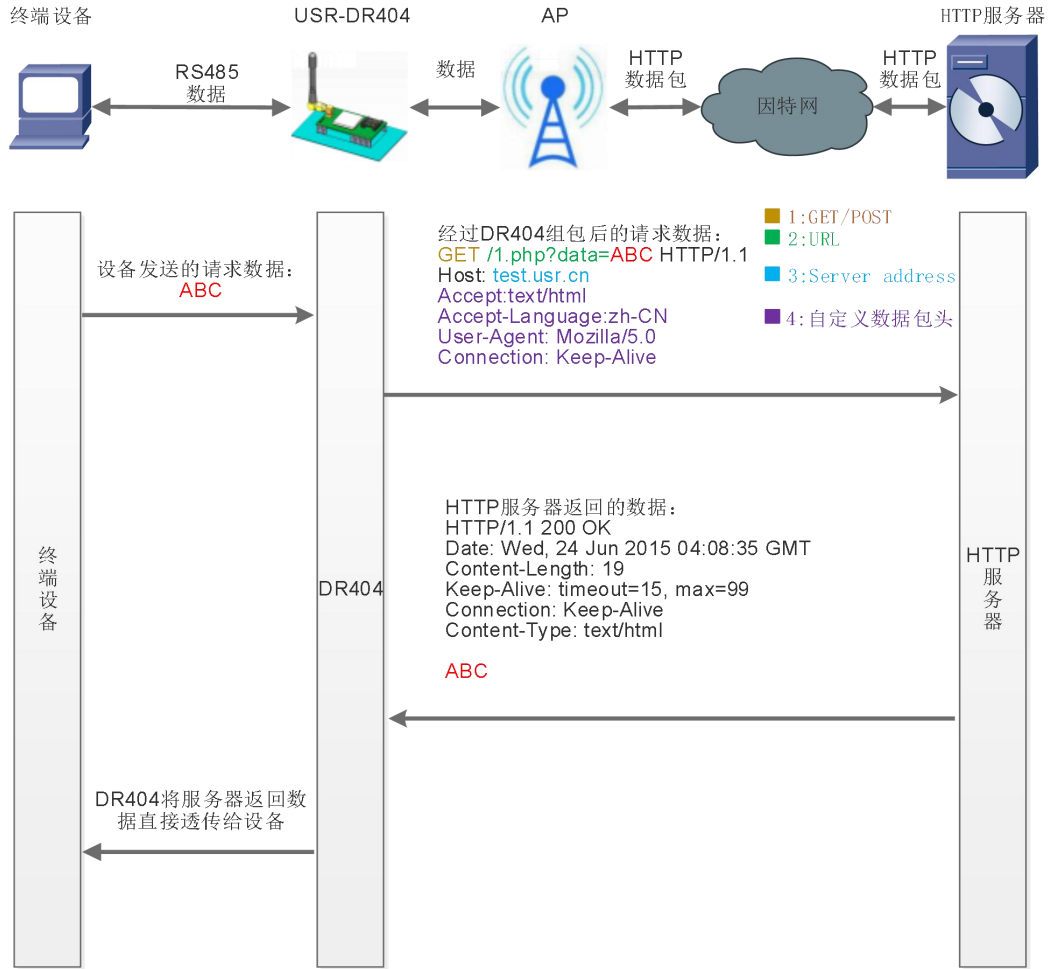 终端设备
USR-DR404
AP
HTTP服务器
RS485
数据
数据
HTTP
数据包
因特网
HTTP
数据包
设备发送的请求数据：
ABC
经过DR404组包后的请求数据：
GET /1.php?data=ABC HTTP/1.1
Host: test.usr.cn
Accept:text/html
Accept-Language:zh-CN
User-Agent: Mozilla/5.0
Connection: Keep-Alive
1:GET/POST
2:URL
3:Server address
4:自定义数据包头
HTTP服务器返回的数据：
HTTP/1.1 200 OK
Date: Wed, 24 Jun 2015 04:08:35 GMT
Content-Length: 19
Keep-Alive: timeout=15, max=99
Connection: Keep-Alive
Content-Type: text/html
ABC
终
端
设
备
DR404
HTTP
服
务
器
DR404将服务器返回数
据直接透传给设备